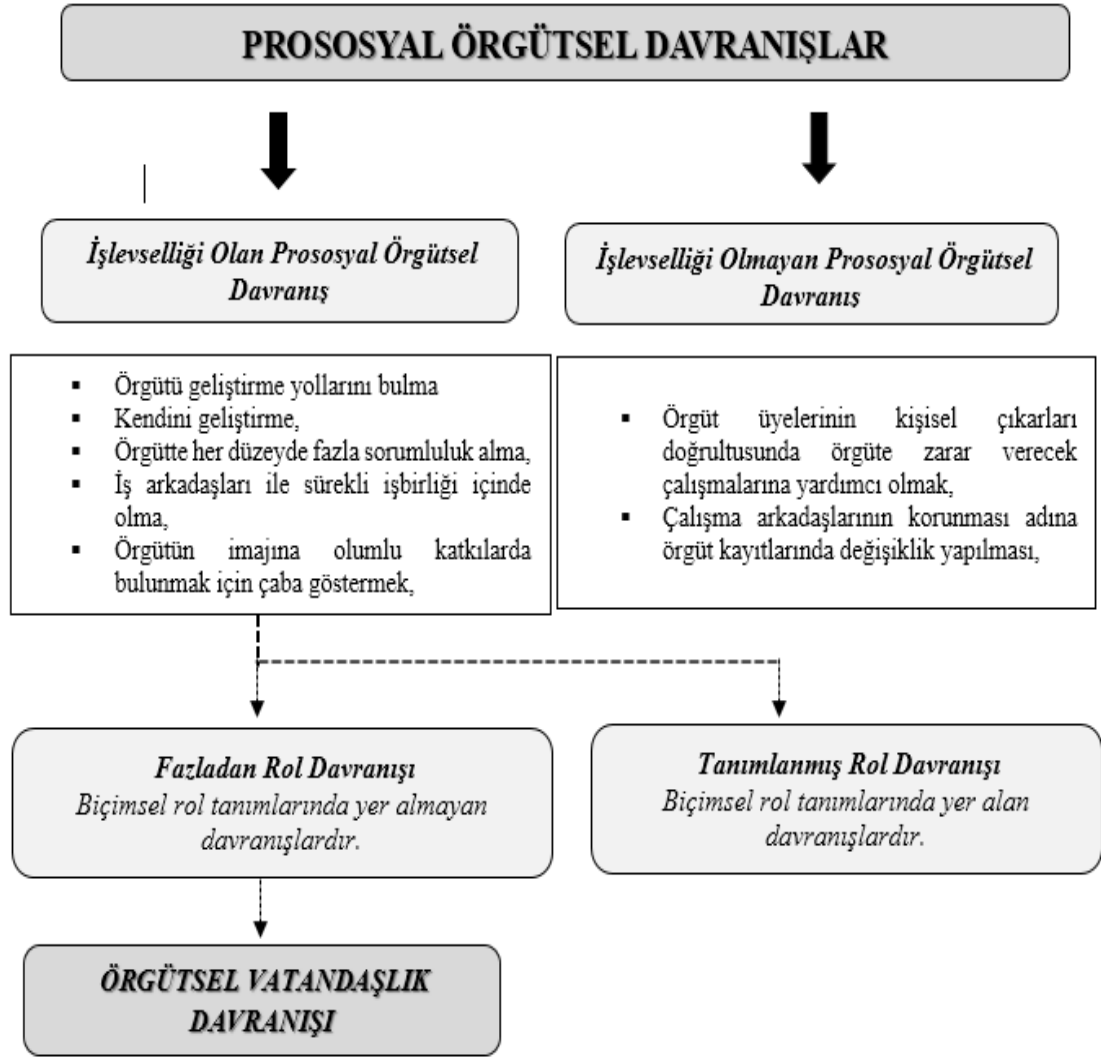 PROSOSYAL ÖRGÜTSEL DAVRANIŞLAR
İşlevselliği Olan Prososyal Örgütsel
Davranış
İşlevselliği Olmayan Prososyal Örgütsel
Davranış
▪ Örgütü geliştirme yollarını bulma
▪ Kendini geliştirme,
▪ Örgütte her düzeyde fazla sorumluluk alma,
▪ İş arkadaşları ile sürekli işbirliği içinde
olma,
▪ Örgütün imajına olumlu katkılarda
bulunmak için çaba göstermek,
▪ Örgüt üyelerinin kişisel çıkarları
doğrultusunda örgüte zarar verecek
çalışmalarına yardımcı olmak,
▪ Çalışma arkadaşlarının korunması adına
örgüt kayıtlarında değişiklik yapılması,
Fazladan Rol Davranışı
Biçimsel rol tanımlarında yer almayan
davranışlardır.
Tanımlanmış Rol Davranışı
Biçimsel rol tanımlarında yer alan
davranışlardır.
ÖRGÜTSEL VATANDAŞLIK
DAVRANIŞI